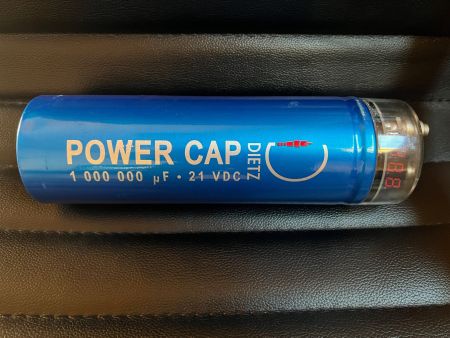 POWER CAP
1 000 000 µF • 21 VDC
DIETZ